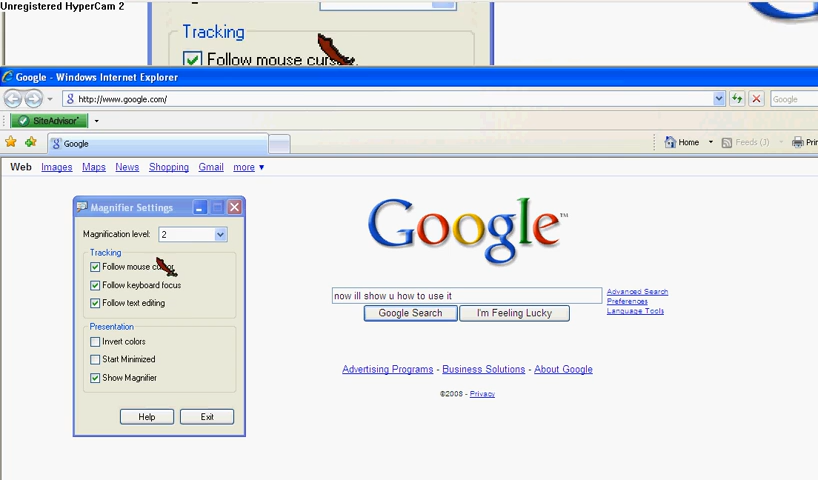 Unregistered HyperCam 2
Tracking
Follow mouse cursor.
Google - Windows Internet Explorer
http://www.google.com/
Google
SiteAdvisor
Google
Home
Feeds (J)
Prin
Web Images Maps News Shopping Gmail more ▼
Magnifier Settings
Magnification level: 2
Tracking
Follow mouse cursor
Follow keyboard focus
Follow text editing
Presentation
Invert colors
Start Minimized
Show Magnifier
Help
Exit
Google™
now ill show u how to use it
Advanced Search
Preferences
Language Tools
Google Search
I'm Feeling Lucky
Advertising Programs - Business Solutions - About Google
©2008 - Privacy